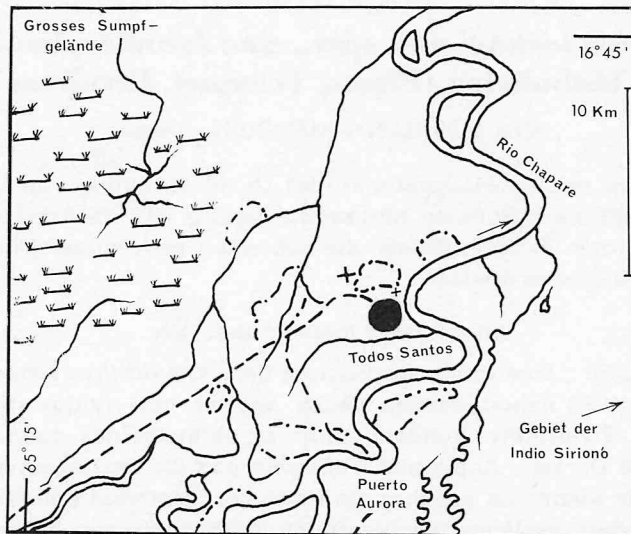 Grosses Sumpf-
gelände
16°45'
10 Km
Rio Chapare
Todos Santos
65°15'
Gebiet der
Indio Sirionó
Puerto
Aurora